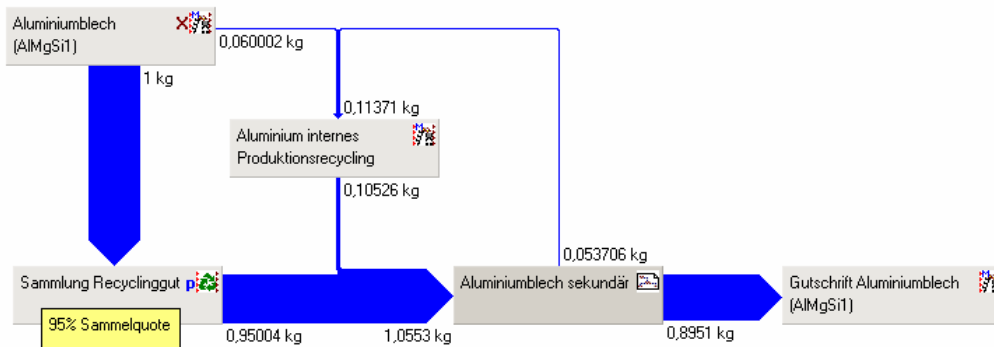 Aluminiumblech
(AlMgSi1)
0,060002 kg
1 kg
0,11371 kg
Aluminium internes
Produktionsrecycling
0,10526 kg
0,053706 kg
Sammlung Recyclinggut p
95% Sammelquote
0,95004 kg
1,0553 kg
Aluminiumblech sekundär
0,8951 kg
Gutschrift Aluminiumblech
(AlMgSi1)